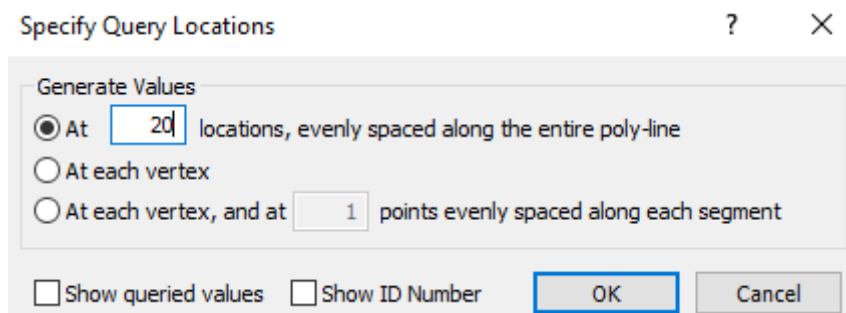 Specify Query Locations ? ×
Generate Values
At 20 locations, evenly spaced along the entire poly-line
At each vertex
At each vertex, and at 1 points evenly spaced along each segment
Show queried values Show ID Number OK Cancel